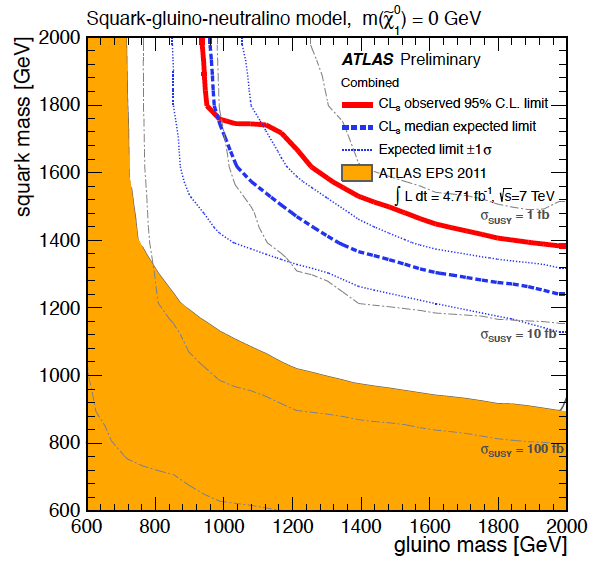 Squark-gluino-neutralino model, m(χ̃₁⁰) = 0 GeV
squark mass [GeV]
2000
1800
1600
1400
1200
1000
800
600
ATLAS Preliminary
Combined
CLₛ observed 95% C.L. limit
CLₛ median expected limit
Expected limit ±1σ
ATLAS EPS 2011
∫ L dt = 4.71 fb⁻¹, √s=7 TeV
σSUSY = 1 fb
σSUSY = 10 fb
σSUSY = 100 fb
600 800 1000 1200 1400 1600 1800 2000
gluino mass [GeV]